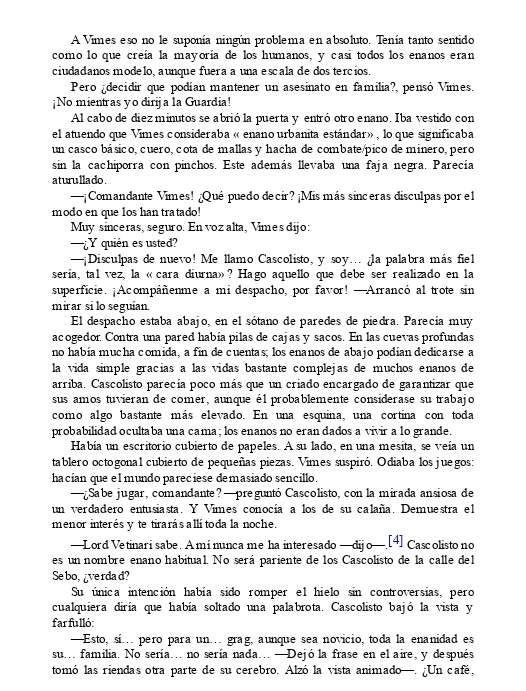 A Vimes eso no le suponía ningún problema en absoluto. Tenía tanto sentido
como lo que creía la mayoría de los humanos, y casi todos los enanos eran
ciudadanos modelo, aunque fuera a una escala de dos tercios.
Pero ¿decidir que podían mantener un asesinato en familia?, pensó Vimes.
¡No mientras yo dirija la Guardia!
Al cabo de diez minutos se abrió la puerta y entró otro enano. Iba vestido con
el atuendo que Vimes consideraba «enano urbanita estándar», lo que significaba
un casco básico, cuero, cota de mallas y hacha de combate/pico de minero, pero
sin la cachiporra con pinchos. Este además llevaba una faja negra. Parecía
aturullado.
—¡Comandante Vimes! ¿Qué puedo decir? ¡Mis más sinceras disculpas por el
modo en que los han tratado!
Muy sinceras, seguro. En voz alta, Vimes dijo:
—¿Y quién es usted?
—¡Disculpas de nuevo! Me llamo Cascolisto, y soy… ¿la palabra más fiel
sería, tal vez, la «cara diurna»? Hago aquello que debe ser realizado en la
superficie. ¡Acompáñenme a mi despacho, por favor! —Arrancó al trote sin
mirar si lo seguían.
El despacho estaba abajo, en el sótano de paredes de piedra. Parecía muy
acogedor. Contra una pared había pilas de cajas y sacos. En las cuevas profundas
no había mucha comida, a fin de cuentas; los enanos de abajo podían dedicarse a
la vida simple gracias a las vidas bastante complejas de muchos enanos de
arriba. Cascolisto parecía poco más que un criado encargado de garantizar que
sus amos tuvieran de comer, aunque él probablemente considerase su trabajo
como algo bastante más elevado. En una esquina, una cortina con toda
probabilidad ocultaba una cama; los enanos no eran dados a vivir a lo grande.
Había un escritorio cubierto de papeles. A su lado, en una mesita, se veía un
tablero octogonal cubierto de pequeñas piezas. Vimes suspiró. Odiaba los juegos:
hacían que el mundo pareciese demasiado sencillo.
—¿Sabe jugar, comandante? —preguntó Cascolisto, con la mirada ansiosa de
un verdadero entusiasta. Y Vimes conocía a los de su calaña. Demuestra el
menor interés y te tirarás allí toda la noche.
—Lord Vetinari sabe. A mí nunca me ha interesado —dijo—.[4] Cascolisto no
es un nombre enano habitual. No será pariente de los Cascolisto de la calle del
Sebo, ¿verdad?
Su única intención había sido romper el hielo sin controversias, pero
cualquiera diría que había soltado una palabrota. Cascolisto bajó la vista y
farfulló:
—Esto, sí… pero para un… grag, aunque sea novicio, toda la enanidad es
su… familia. No sería… no sería nada… —Dejó la frase en el aire, y después
tomó las riendas otra parte de su cerebro. Alzó la vista animado—. ¿Un café,